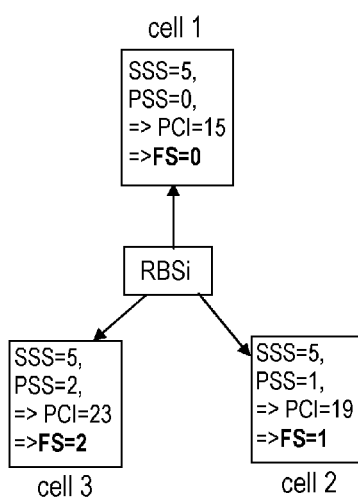 cell 1
SSS=5,
PSS=0,
=> PCI=15
=>FS=0
RBSi
SSS=5,
PSS=2,
=> PCI=23
=>FS=2
cell 3
SSS=5,
PSS=1,
=> PCI=19
=>FS=1
cell 2